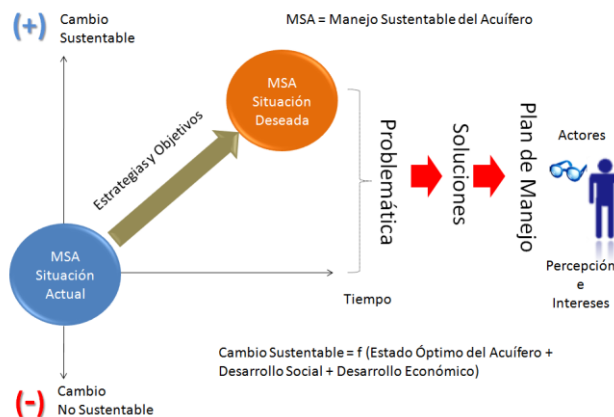 (+)
Cambio
Sustentable
MSA = Manejo Sustentable del Acuífero
MSA
Situación
Deseada
Estrategias y Objetivos
MSA
Situación
Actual
Problemática
Soluciones
Plan de Manejo
Actores
Percepción
e
Intereses
Tiempo
Cambio Sustentable = f (Estado Óptimo del Acuífero +
Desarrollo Social + Desarrollo Económico)
(-)
Cambio
No Sustentable